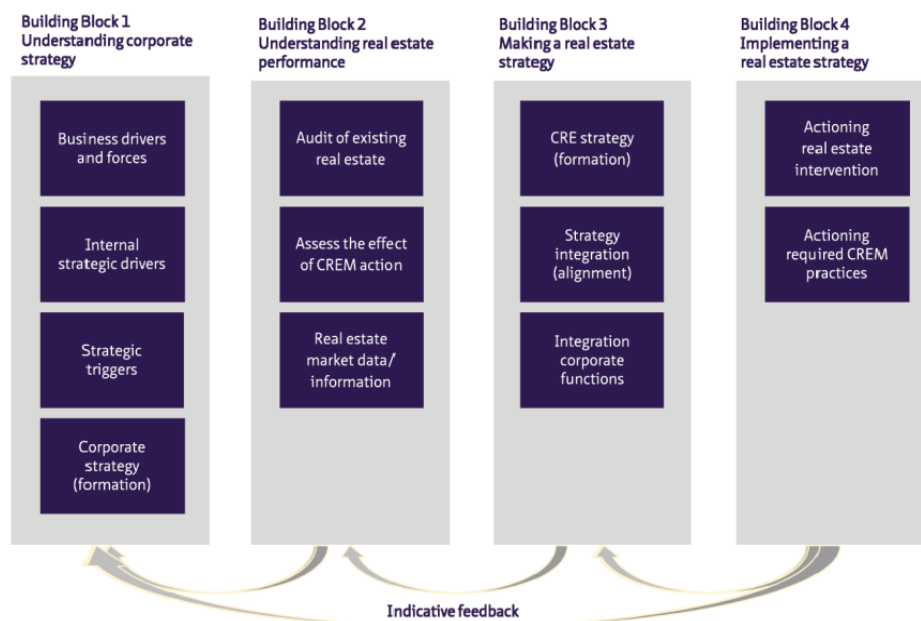 Building Block 1
Understanding corporate
strategy
Business drivers
and forces
Internal
strategic drivers
Strategic
triggers
Corporate
strategy
(formation)
Building Block 2
Understanding real estate
performance
Audit of existing
real estate
Assess the effect
of CREM action
Real estate
market data/
information
Building Block 3
Making a real estate
strategy
CRE strategy
(formation)
Strategy
integration
(alignment)
Integration
corporate
functions
Building Block 4
Implementing a
real estate strategy
Actioning
real estate
intervention
Actioning
required CREM
practices
Indicative feedback